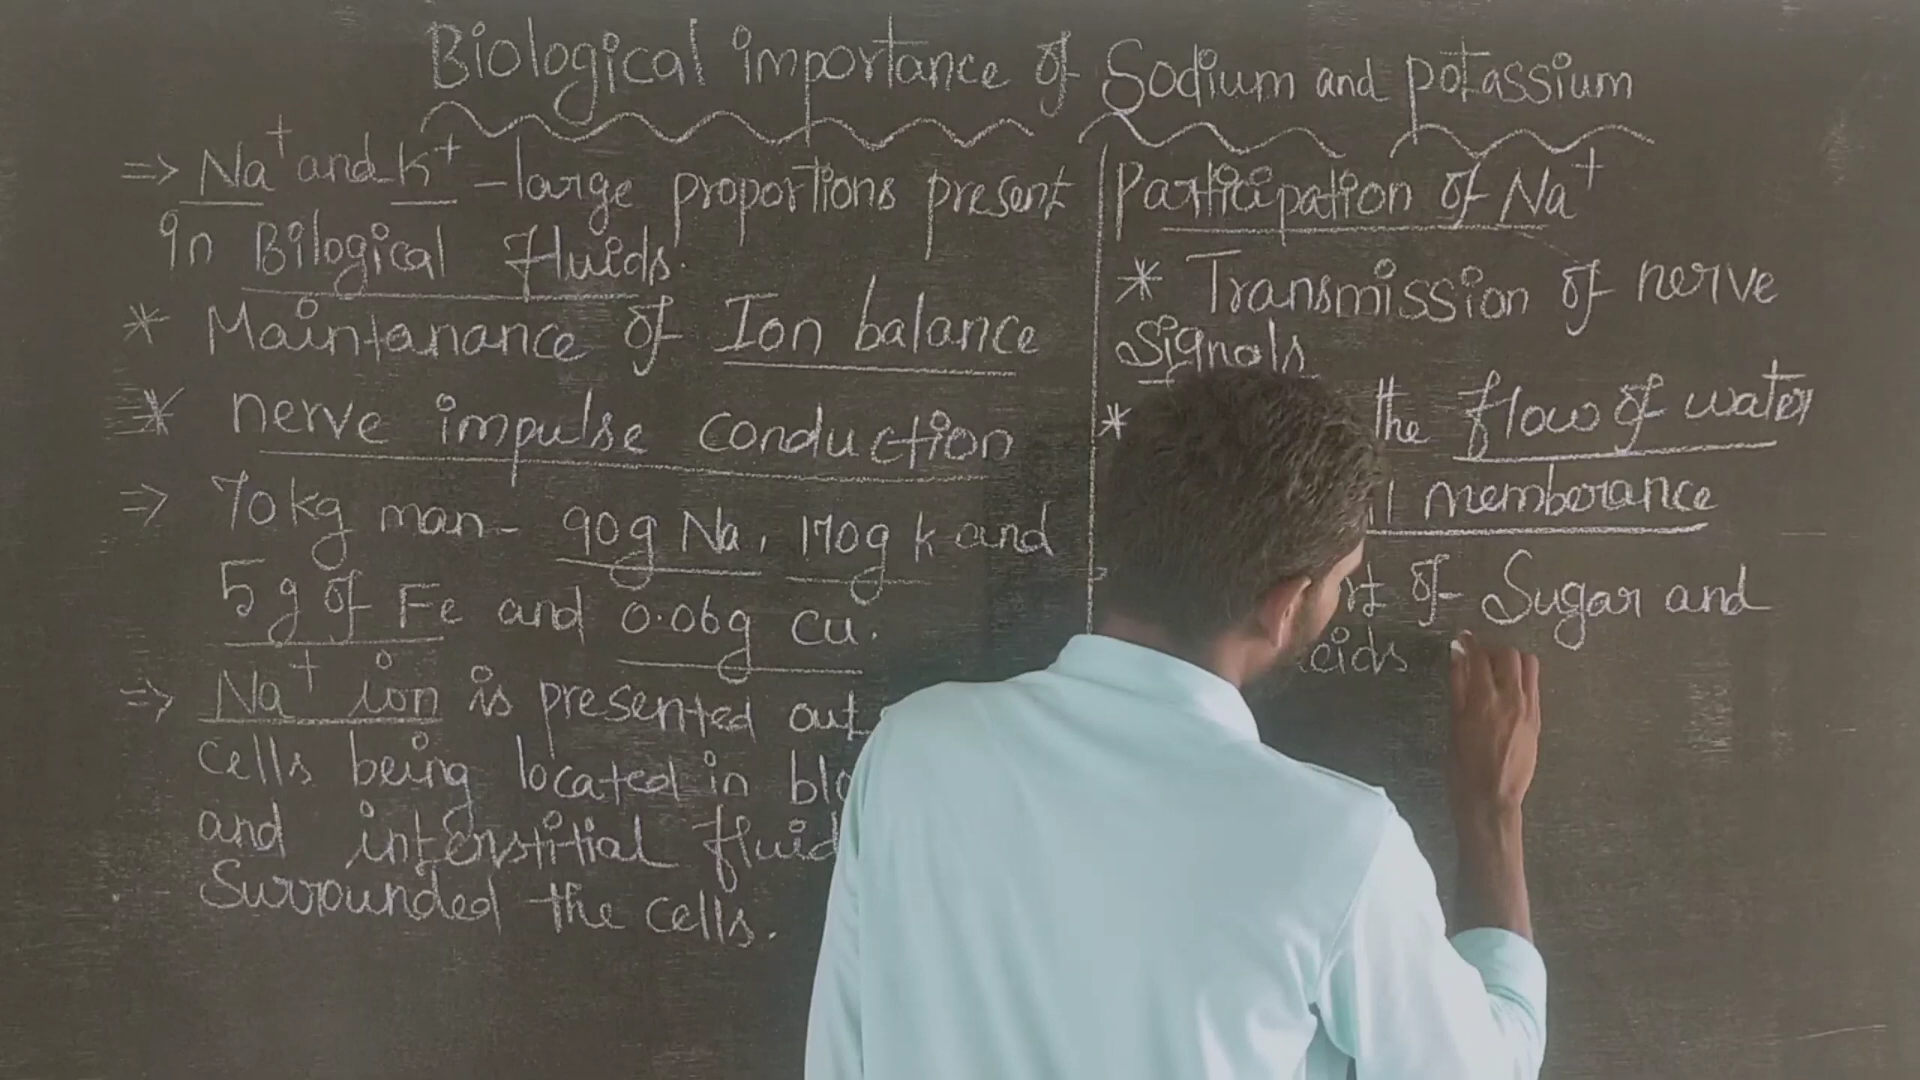 Biological importance of Sodium and potassium
=> Na+ and K+ - large proportions present
In Bilogical Fluids.
* Maintanance of Ion balance
* nerve impulse conduction
=> 70kg man - 90g Na, 170g K and
5g of Fe and 0.06g Cu.
=> Na+ ion is presented out
cells being located in
and interstitial fluid
Surrounded the cells.
Participation of Na+
* Transmission of nerve
Signals
* the flow of water
memberance
of Sugar and